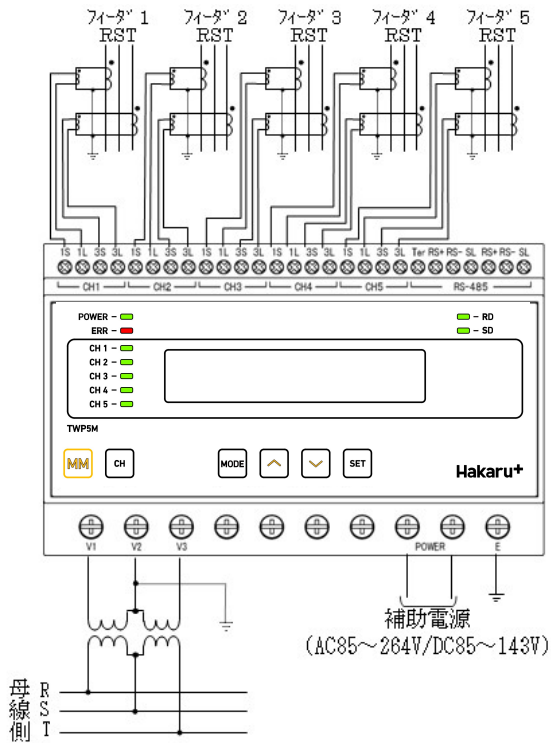 フィーダ 1 フィーダ 2 フィーダ 3 フィーダ 4 フィーダ 5
RST RST RST RST RST
1S 1L 3S 3L 1S 1L 3S 3L 1S 1L 3S 3L 1S 1L 3S 3L 1S 1L 3S 3L Ter RS+ RS- SL RS+ RS- SL
CH1 CH2 CH3 CH4 CH5 RS-485
POWER - RD
ERR - SD
CH 1
CH 2
CH 3
CH 4
CH 5
TWP5M
MM CH MODE SET Hakaru+
V1 V2 V3 POWER E
補助電源
(AC85～264V/DC85～143V)
母線側
R
S
T